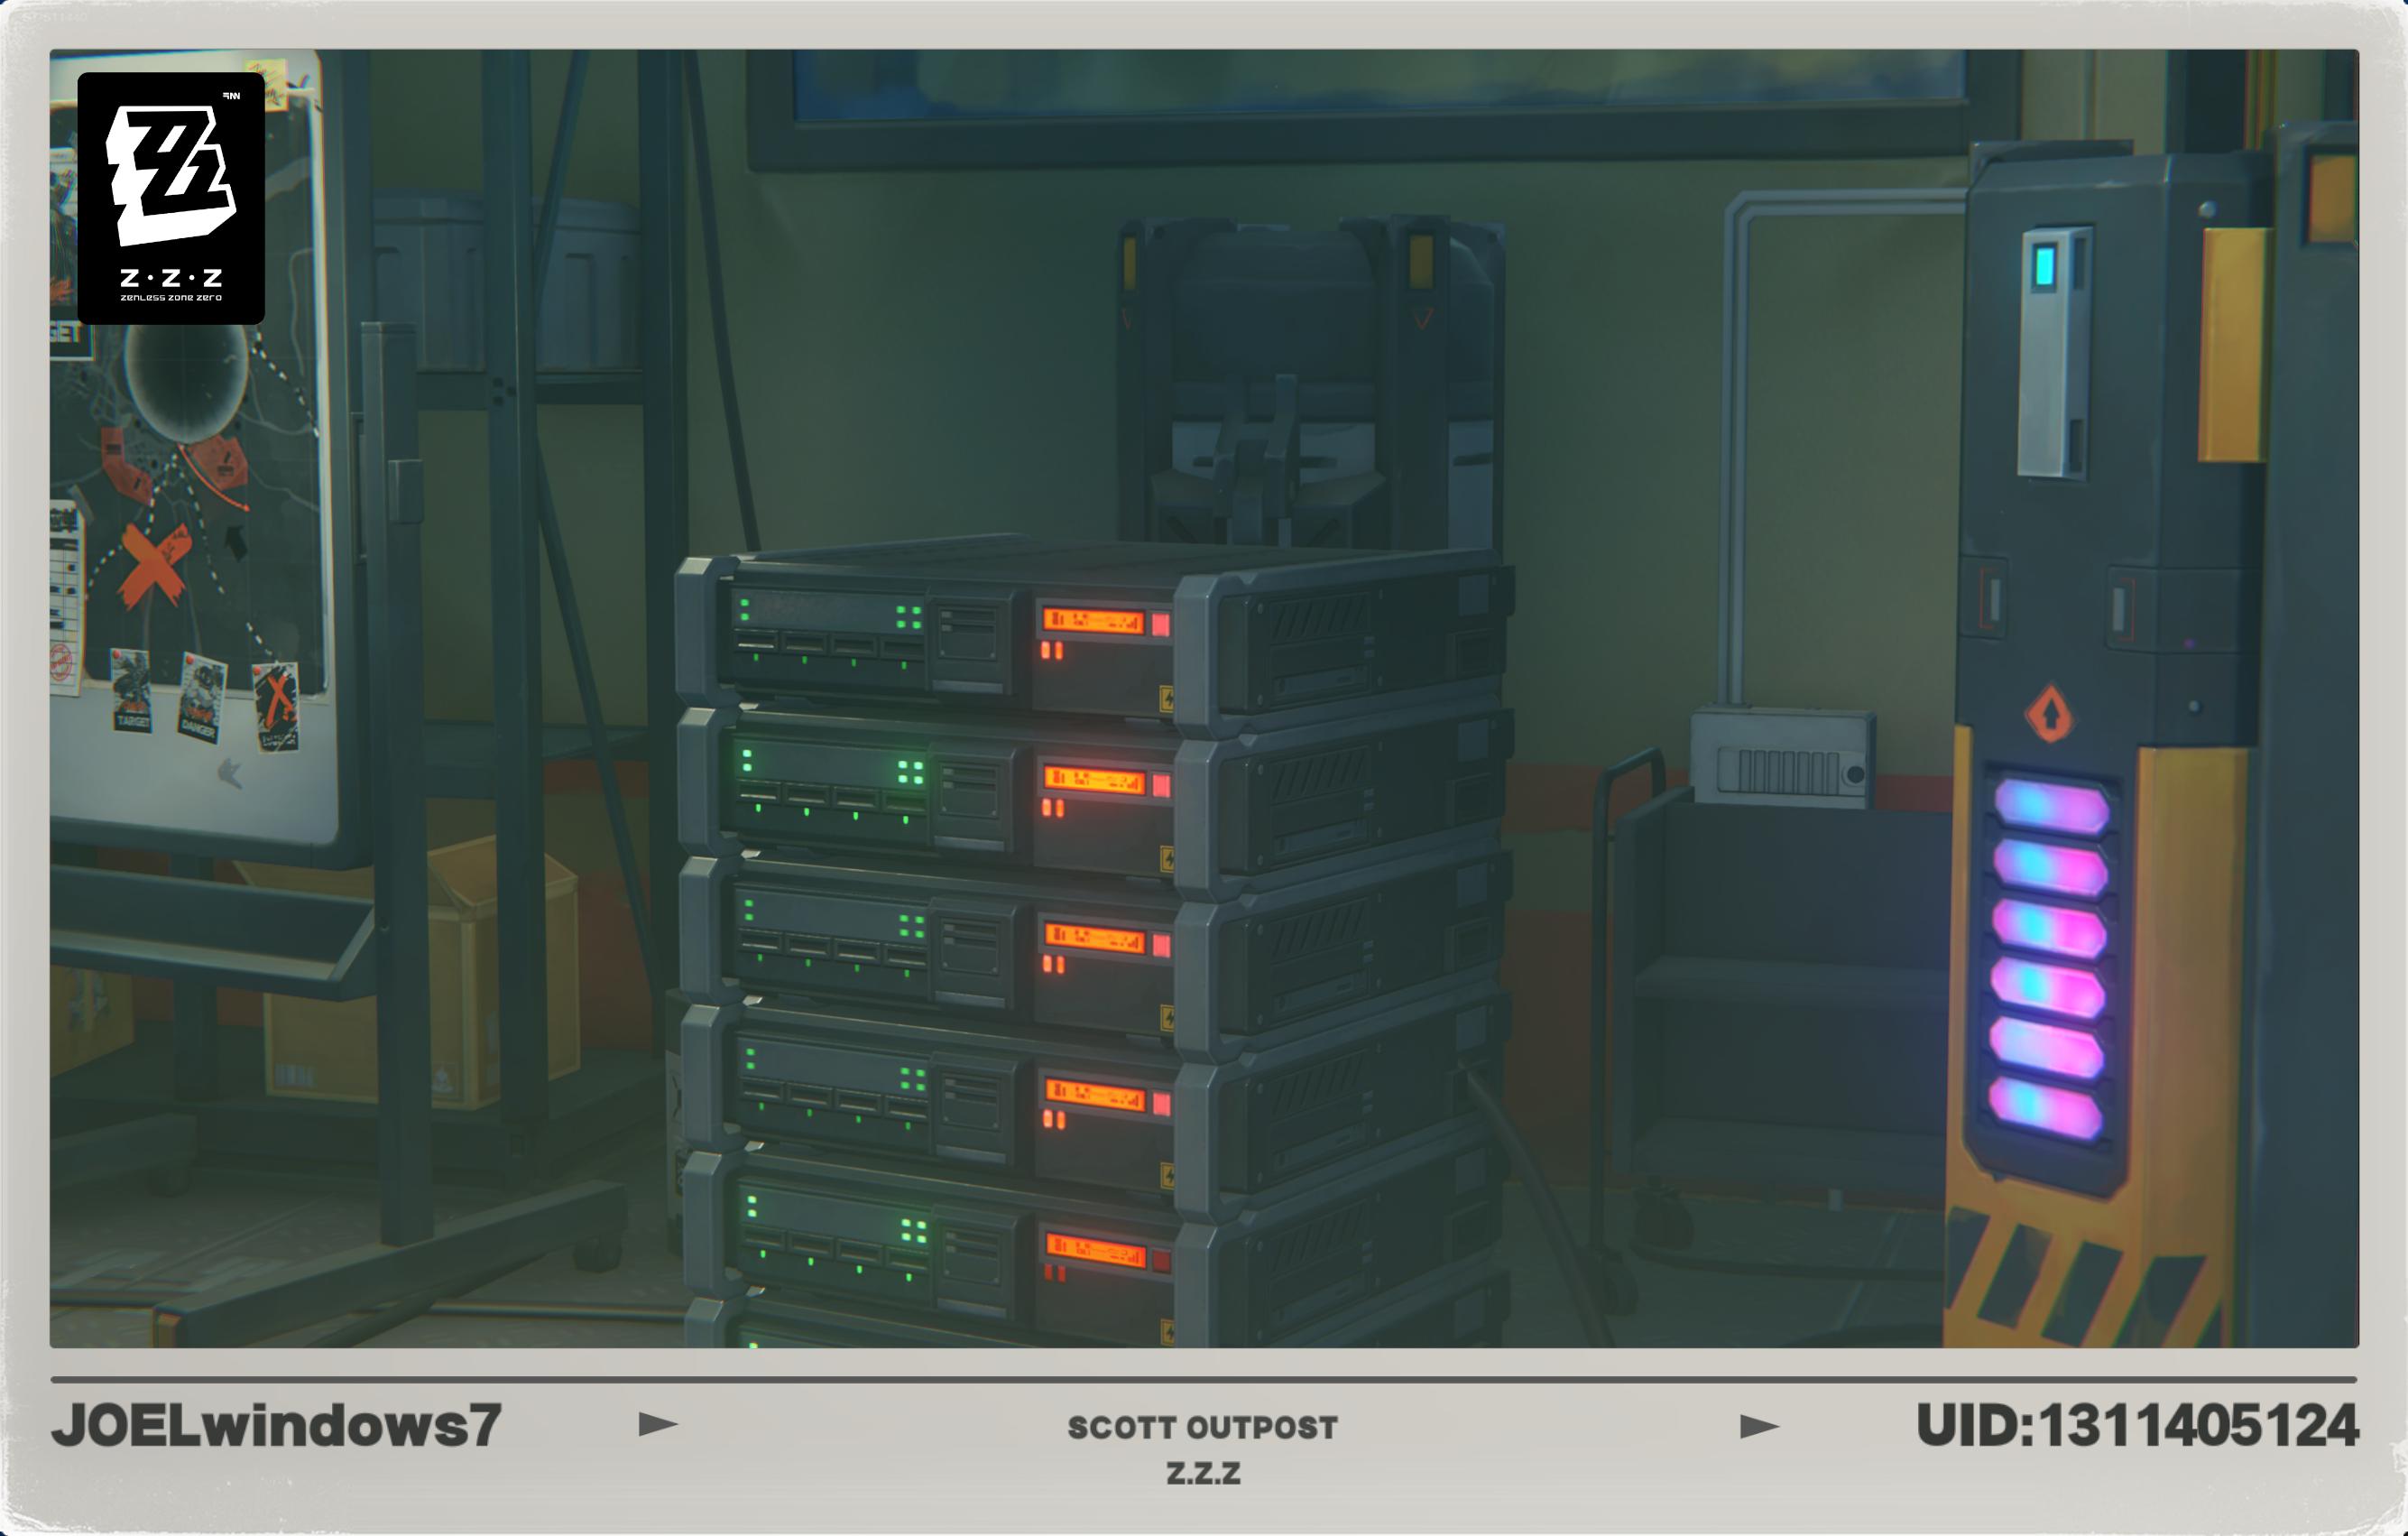 Z·Z·Z
ZENLESS ZONE ZERO
TARGET
DANGER
JOELwindows7
SCOTT OUTPOST
Z.Z.Z
UID:1311405124